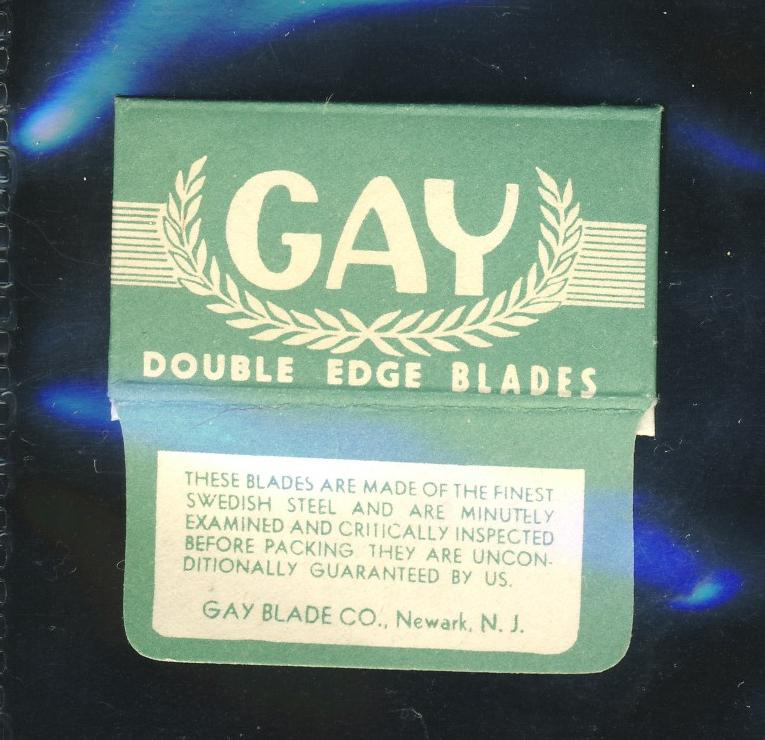 GAY
DOUBLE EDGE BLADES
THESE BLADES ARE MADE OF THE FINEST
SWEDISH STEEL AND ARE MINUTELY
EXAMINED AND CRITICALLY INSPECTED
BEFORE PACKING THEY ARE UNCON-
DITIONALLY GUARANTEED BY US.
GAY BLADE CO., Newark, N. J.